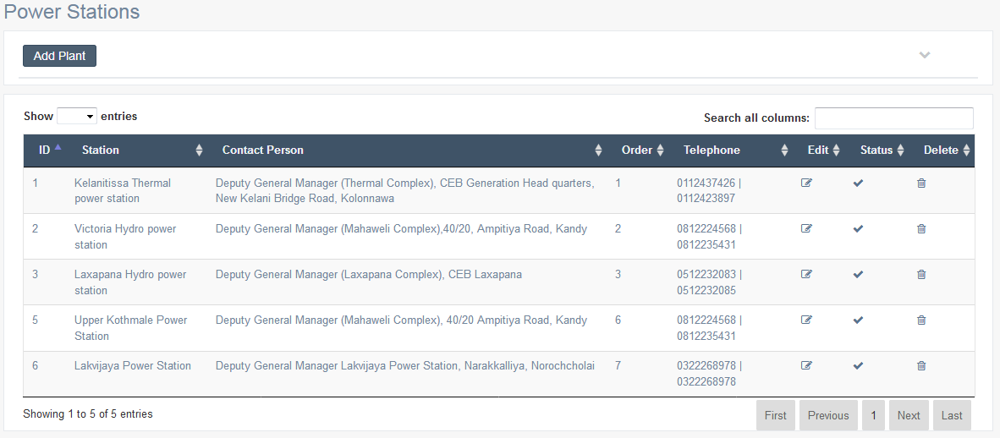 Power Stations
Add Plant
Show entries
Search all columns:
ID Station Contact Person Order Telephone Edit Status Delete
1 Kelanitissa Thermal Deputy General Manager (Thermal Complex), CEB Generation Head quarters, 1 0112437426 |
power station New Kelani Bridge Road, Kolonnawa 0112423897
2 Victoria Hydro power Deputy General Manager (Mahaweli Complex),40/20, Ampitiya Road, Kandy 2 0812224568 |
station 0812235431
3 Laxapana Hydro power Deputy General Manager (Laxapana Complex), CEB Laxapana 3 0512232083 |
station 0512232085
5 Upper Kothmale Power Deputy General Manager (Mahaweli Complex), 40/20 Ampitiya Road, Kandy 6 0812224568 |
Station 0812235431
6 Lakvijaya Power Station Deputy General Manager Lakvijaya Power Station, Narakkalliya, Norochcholai 7 0322268978 |
0322268978
Showing 1 to 5 of 5 entries
First Previous 1 Next Last